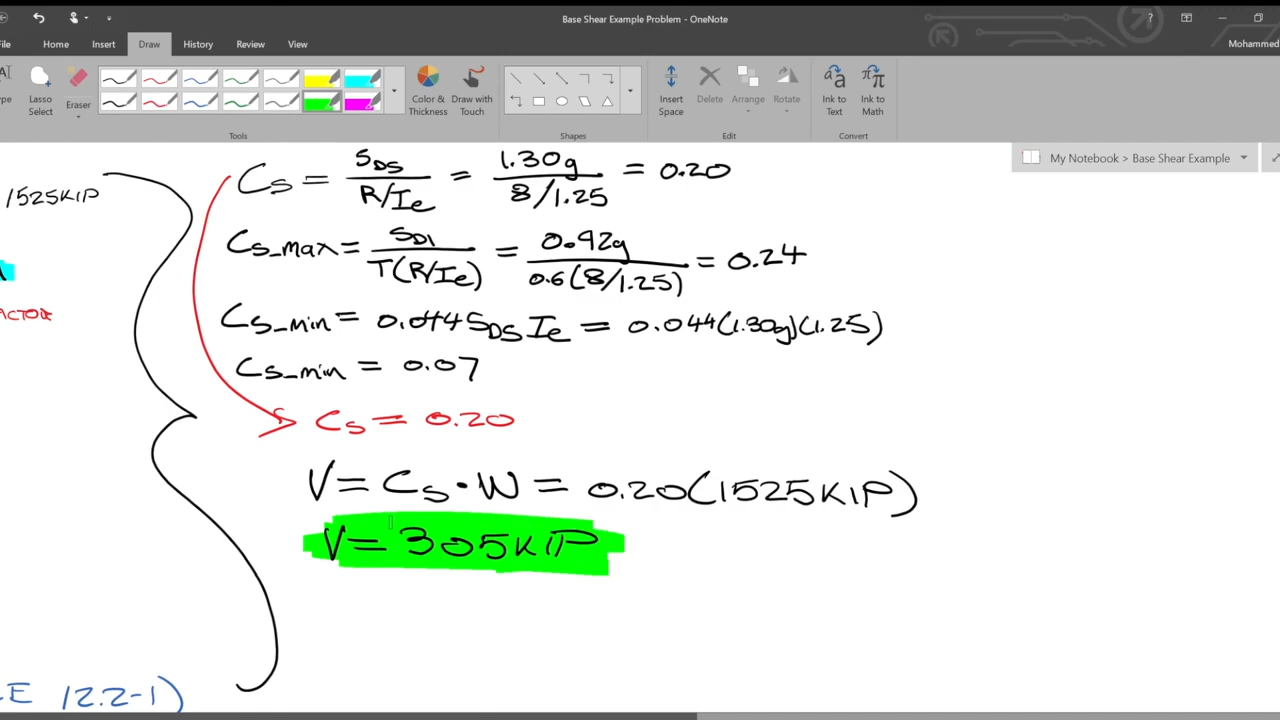 Base Shear Example Problem - OneNote
File Home Insert Draw History Review View
Mohammed
Type Lasso Select Eraser
Color & Thickness Draw with Touch
Insert Space Delete Arrange Rotate
Ink to Text Ink to Math
Tools Shapes Edit Convert
My Notebook > Base Shear Example
1525KIP
ACTOR
Cs = SDS / (R/Ie) = 1.30g / (8/1.25) = 0.20
Cs_max = SD1 / (T(R/Ie)) = 0.92g / (0.6(8/1.25)) = 0.24
Cs_min = 0.044SDS Ie = 0.044(1.30g)(1.25)
Cs_min = 0.07
Cs = 0.20
V = Cs · W = 0.20(1525KIP)
V = 305KIP
E 12.2-1)